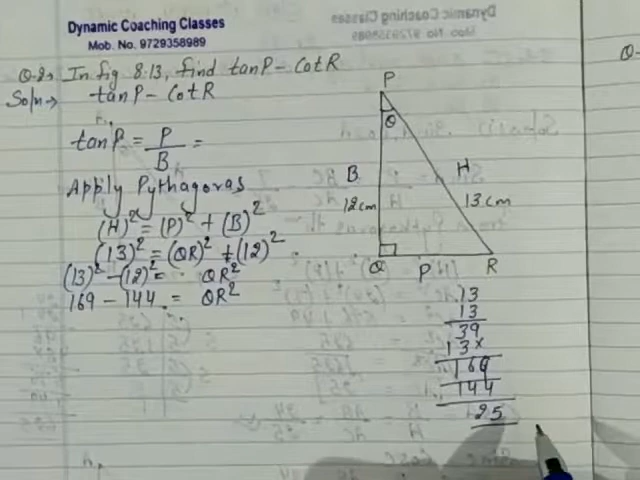 Dynamic Coaching Classes
Mob. No. 9729358989
Q-2, In fig 8.13, find tanP - CotR
Soln → tanP - CotR
tanP = P/B =
Apply Pythagoras
(H)² = (P)² + (B)²
(13)² = (QR)² + (12)²
(13)² - (12)² = QR²
169 - 144 = QR²
P
θ
B
H
12cm
13cm
Q
P
R
13
13
39
13x
169
144
25